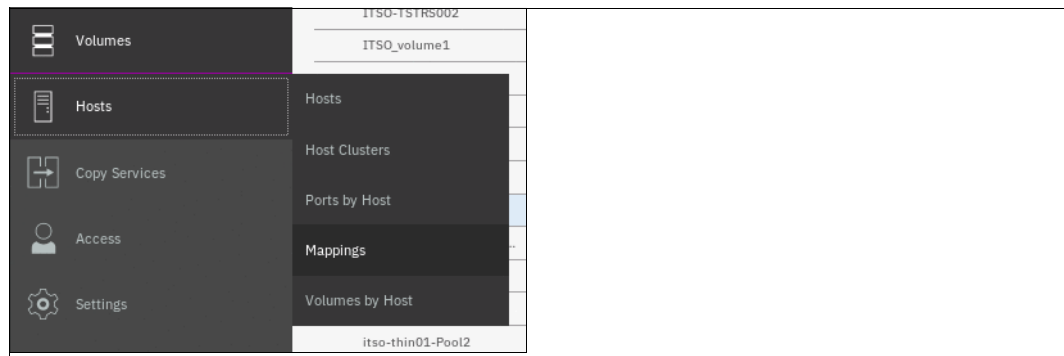 ITSO-TSTRS002
Volumes
ITSO_volume1
Hosts
Hosts
Host Clusters
Copy Services
Ports by Host
Access
Mappings
Settings
Volumes by Host
itso-thin01-Pool2